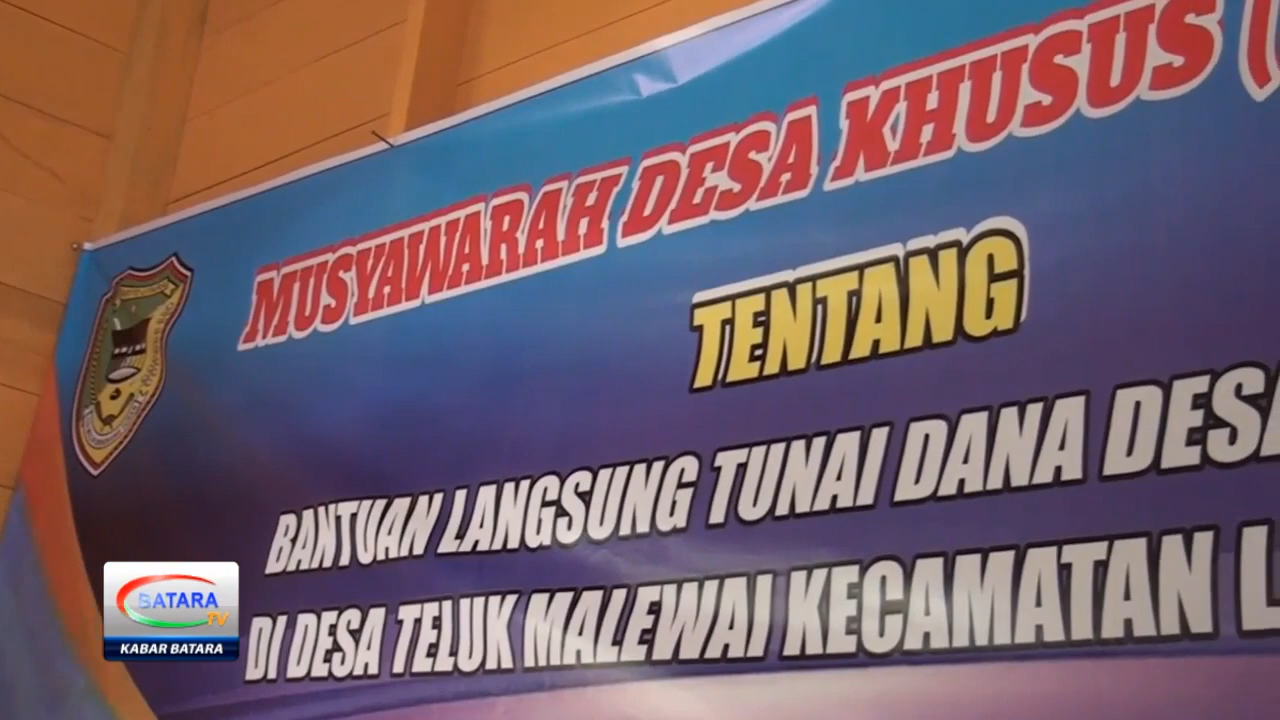 MUSYAWARAH DESA KHUSUS (
TENTANG
BANTUAN LANGSUNG TUNAI DANA DESA
DI DESA TELUK MALEWAI KECAMATAN L
BATARA
TV
KABAR BATARA